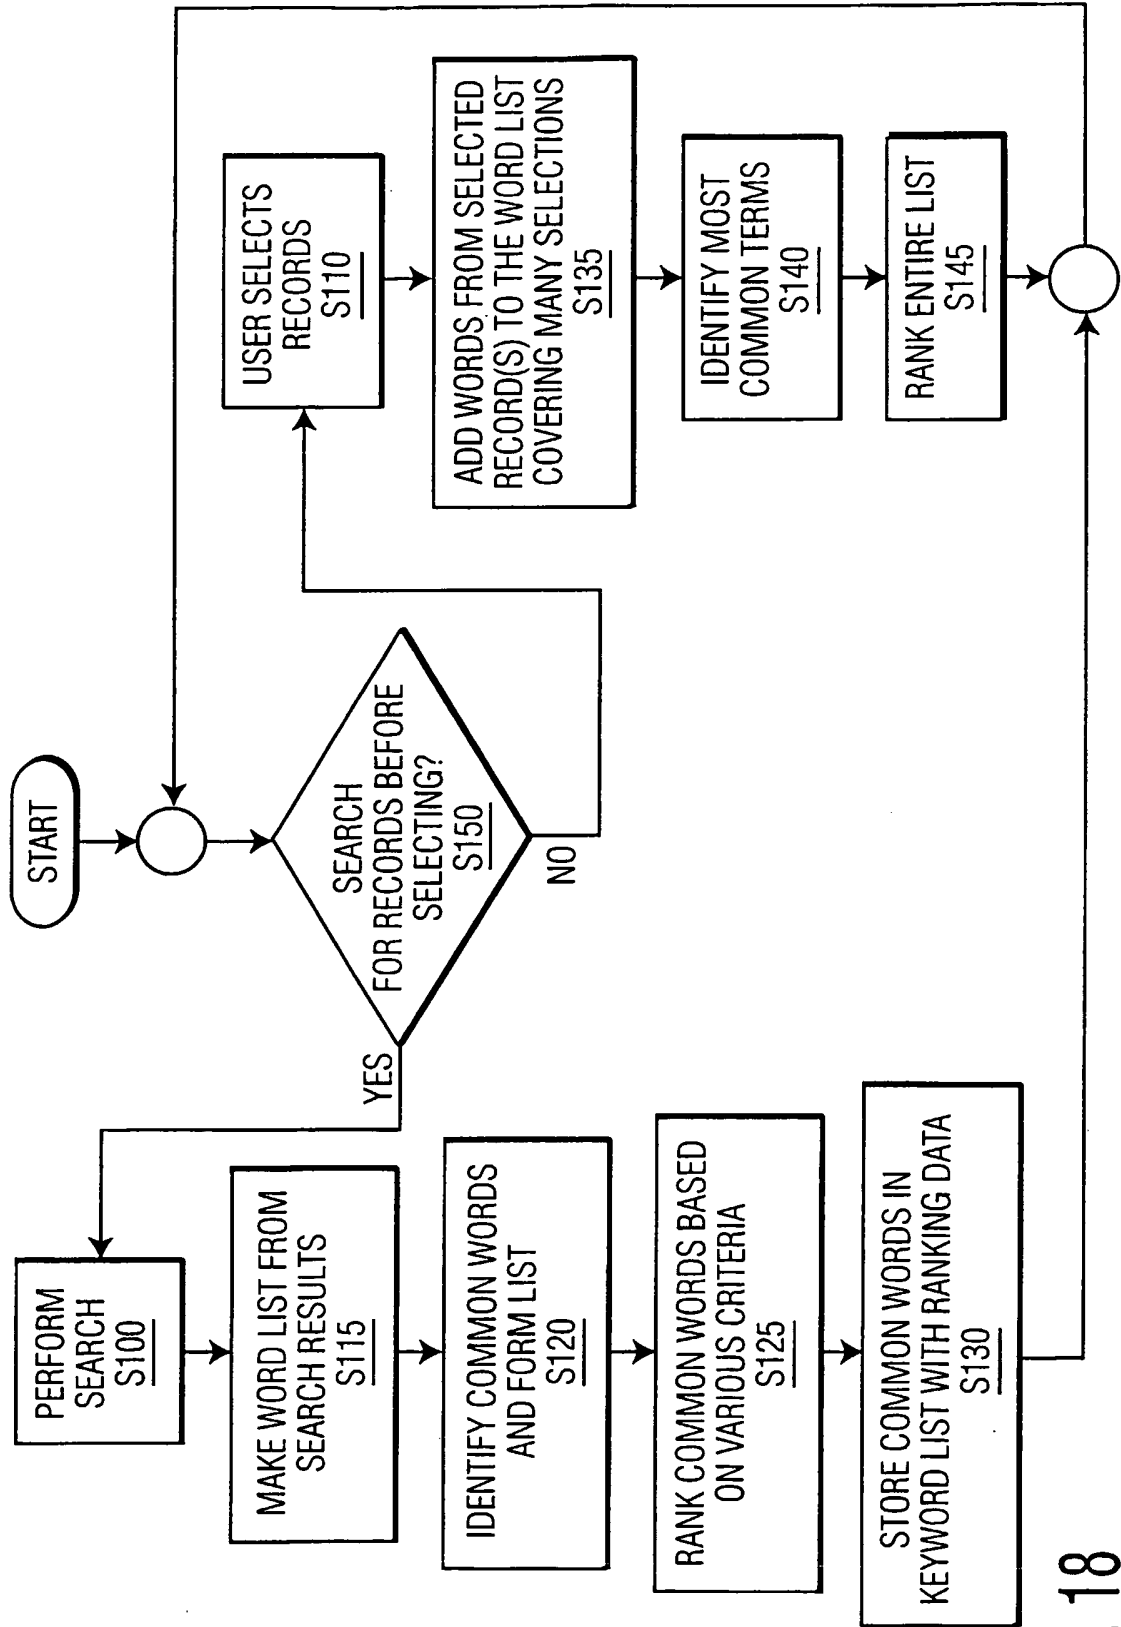 START
SEARCH
FOR RECORDS BEFORE
SELECTING?
S150
YES
NO
PERFORM
SEARCH
S100
MAKE WORD LIST FROM
SEARCH RESULTS
S115
IDENTIFY COMMON WORDS
AND FORM LIST
S120
RANK COMMON WORDS BASED
ON VARIOUS CRITERIA
S125
STORE COMMON WORDS IN
KEYWORD LIST WITH RANKING DATA
S130
USER SELECTS
RECORDS
S110
ADD WORDS FROM SELECTED
RECORD(S) TO THE WORD LIST
COVERING MANY SELECTIONS
S135
IDENTIFY MOST
COMMON TERMS
S140
RANK ENTIRE LIST
S145
18